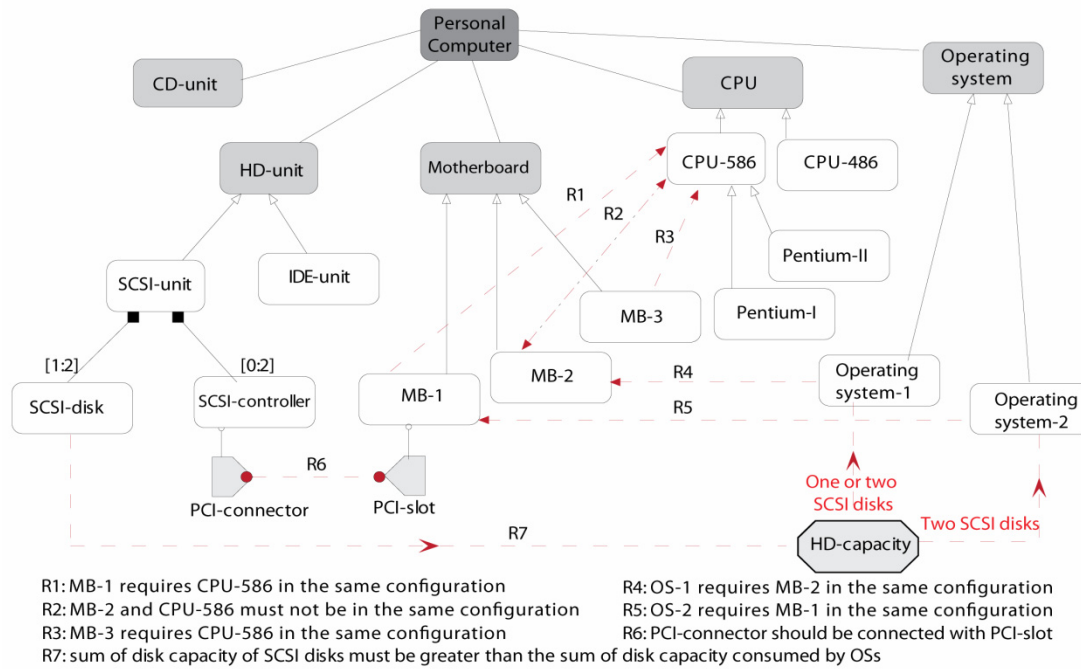 Personal
Computer
Operating
system
CD-unit
CPU
HD-unit
Motherboard
CPU-586
CPU-486
R1
R2
R3
SCSI-unit
IDE-unit
Pentium-II
MB-3
Pentium-I
[1:2]
[0:2]
MB-2
R4
Operating
system-1
SCSI-disk
SCSI-controller
MB-1
R5
Operating
system-2
R6
PCI-connector
PCI-slot
One or two
SCSI disks
Two SCSI disks
R7
HD-capacity
R1: MB-1 requires CPU-586 in the same configuration
R2: MB-2 and CPU-586 must not be in the same configuration
R3: MB-3 requires CPU-586 in the same configuration
R7: sum of disk capacity of SCSI disks must be greater than the sum of disk capacity consumed by OSs
R4: OS-1 requires MB-2 in the same configuration
R5: OS-2 requires MB-1 in the same configuration
R6: PCI-connector should be connected with PCI-slot